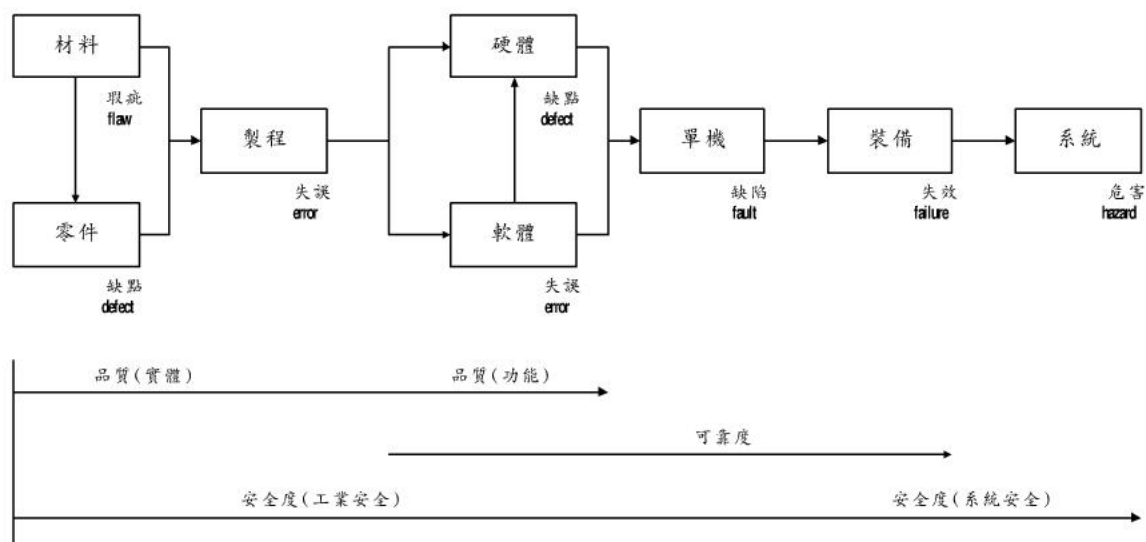 材料
硬體
瑕疵
flaw
缺點
defect
製程
單機
裝備
系統
失誤
error
缺陷
fault
失效
failure
危害
hazard
零件
軟體
缺點
defect
失誤
error
品質(實體)
品質(功能)
可靠度
安全度(工業安全)
安全度(系統安全)